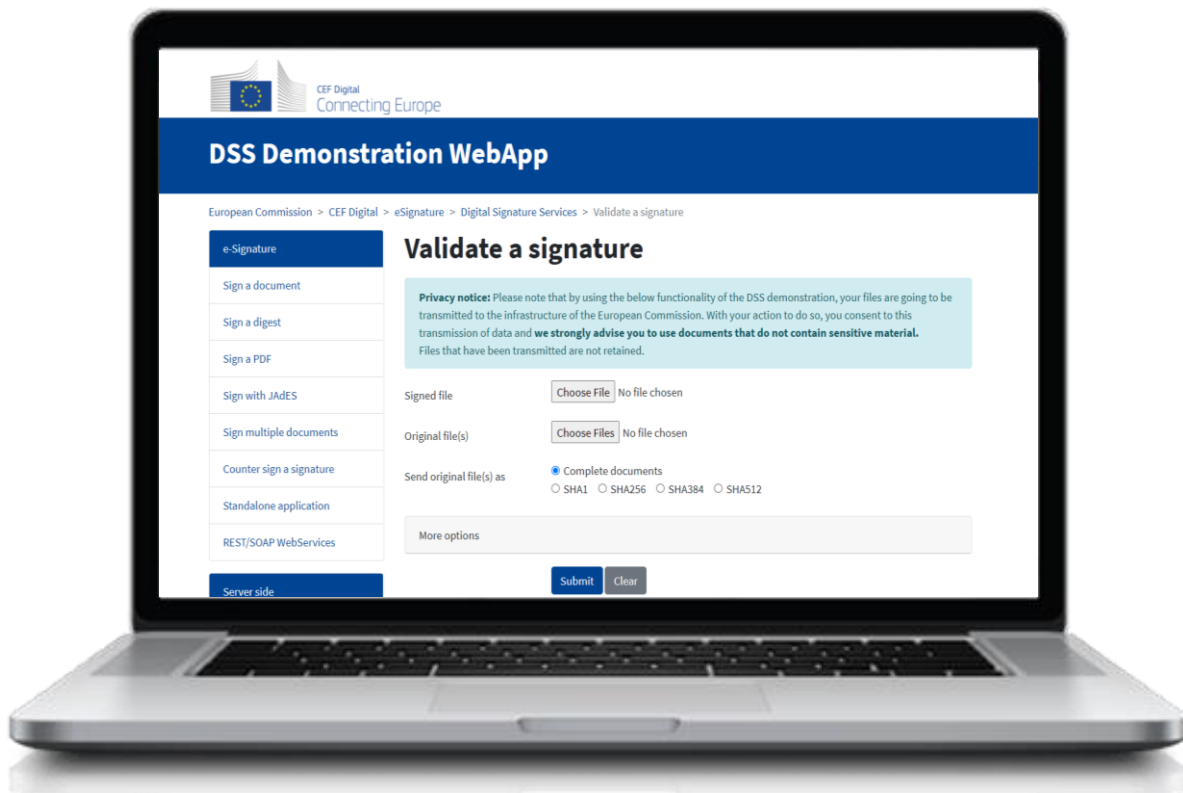 CEF Digital
Connecting Europe
DSS Demonstration WebApp
European Commission > CEF Digital > eSignature > Digital Signature Services > Validate a signature
e-Signature
Sign a document
Sign a digest
Sign a PDF
Sign with JAdES
Sign multiple documents
Counter sign a signature
Standalone application
REST/SOAP WebServices
Server side
Validate a signature
Privacy notice: Please note that by using the below functionality of the DSS demonstration, your files are going to be
transmitted to the infrastructure of the European Commission. With your action to do so, you consent to this
transmission of data and we strongly advise you to use documents that do not contain sensitive material.
Files that have been transmitted are not retained.
Signed file Choose File No file chosen
Original file(s) Choose Files No file chosen
Send original file(s) as Complete documents
SHA1 SHA256 SHA384 SHA512
More options
Submit Clear